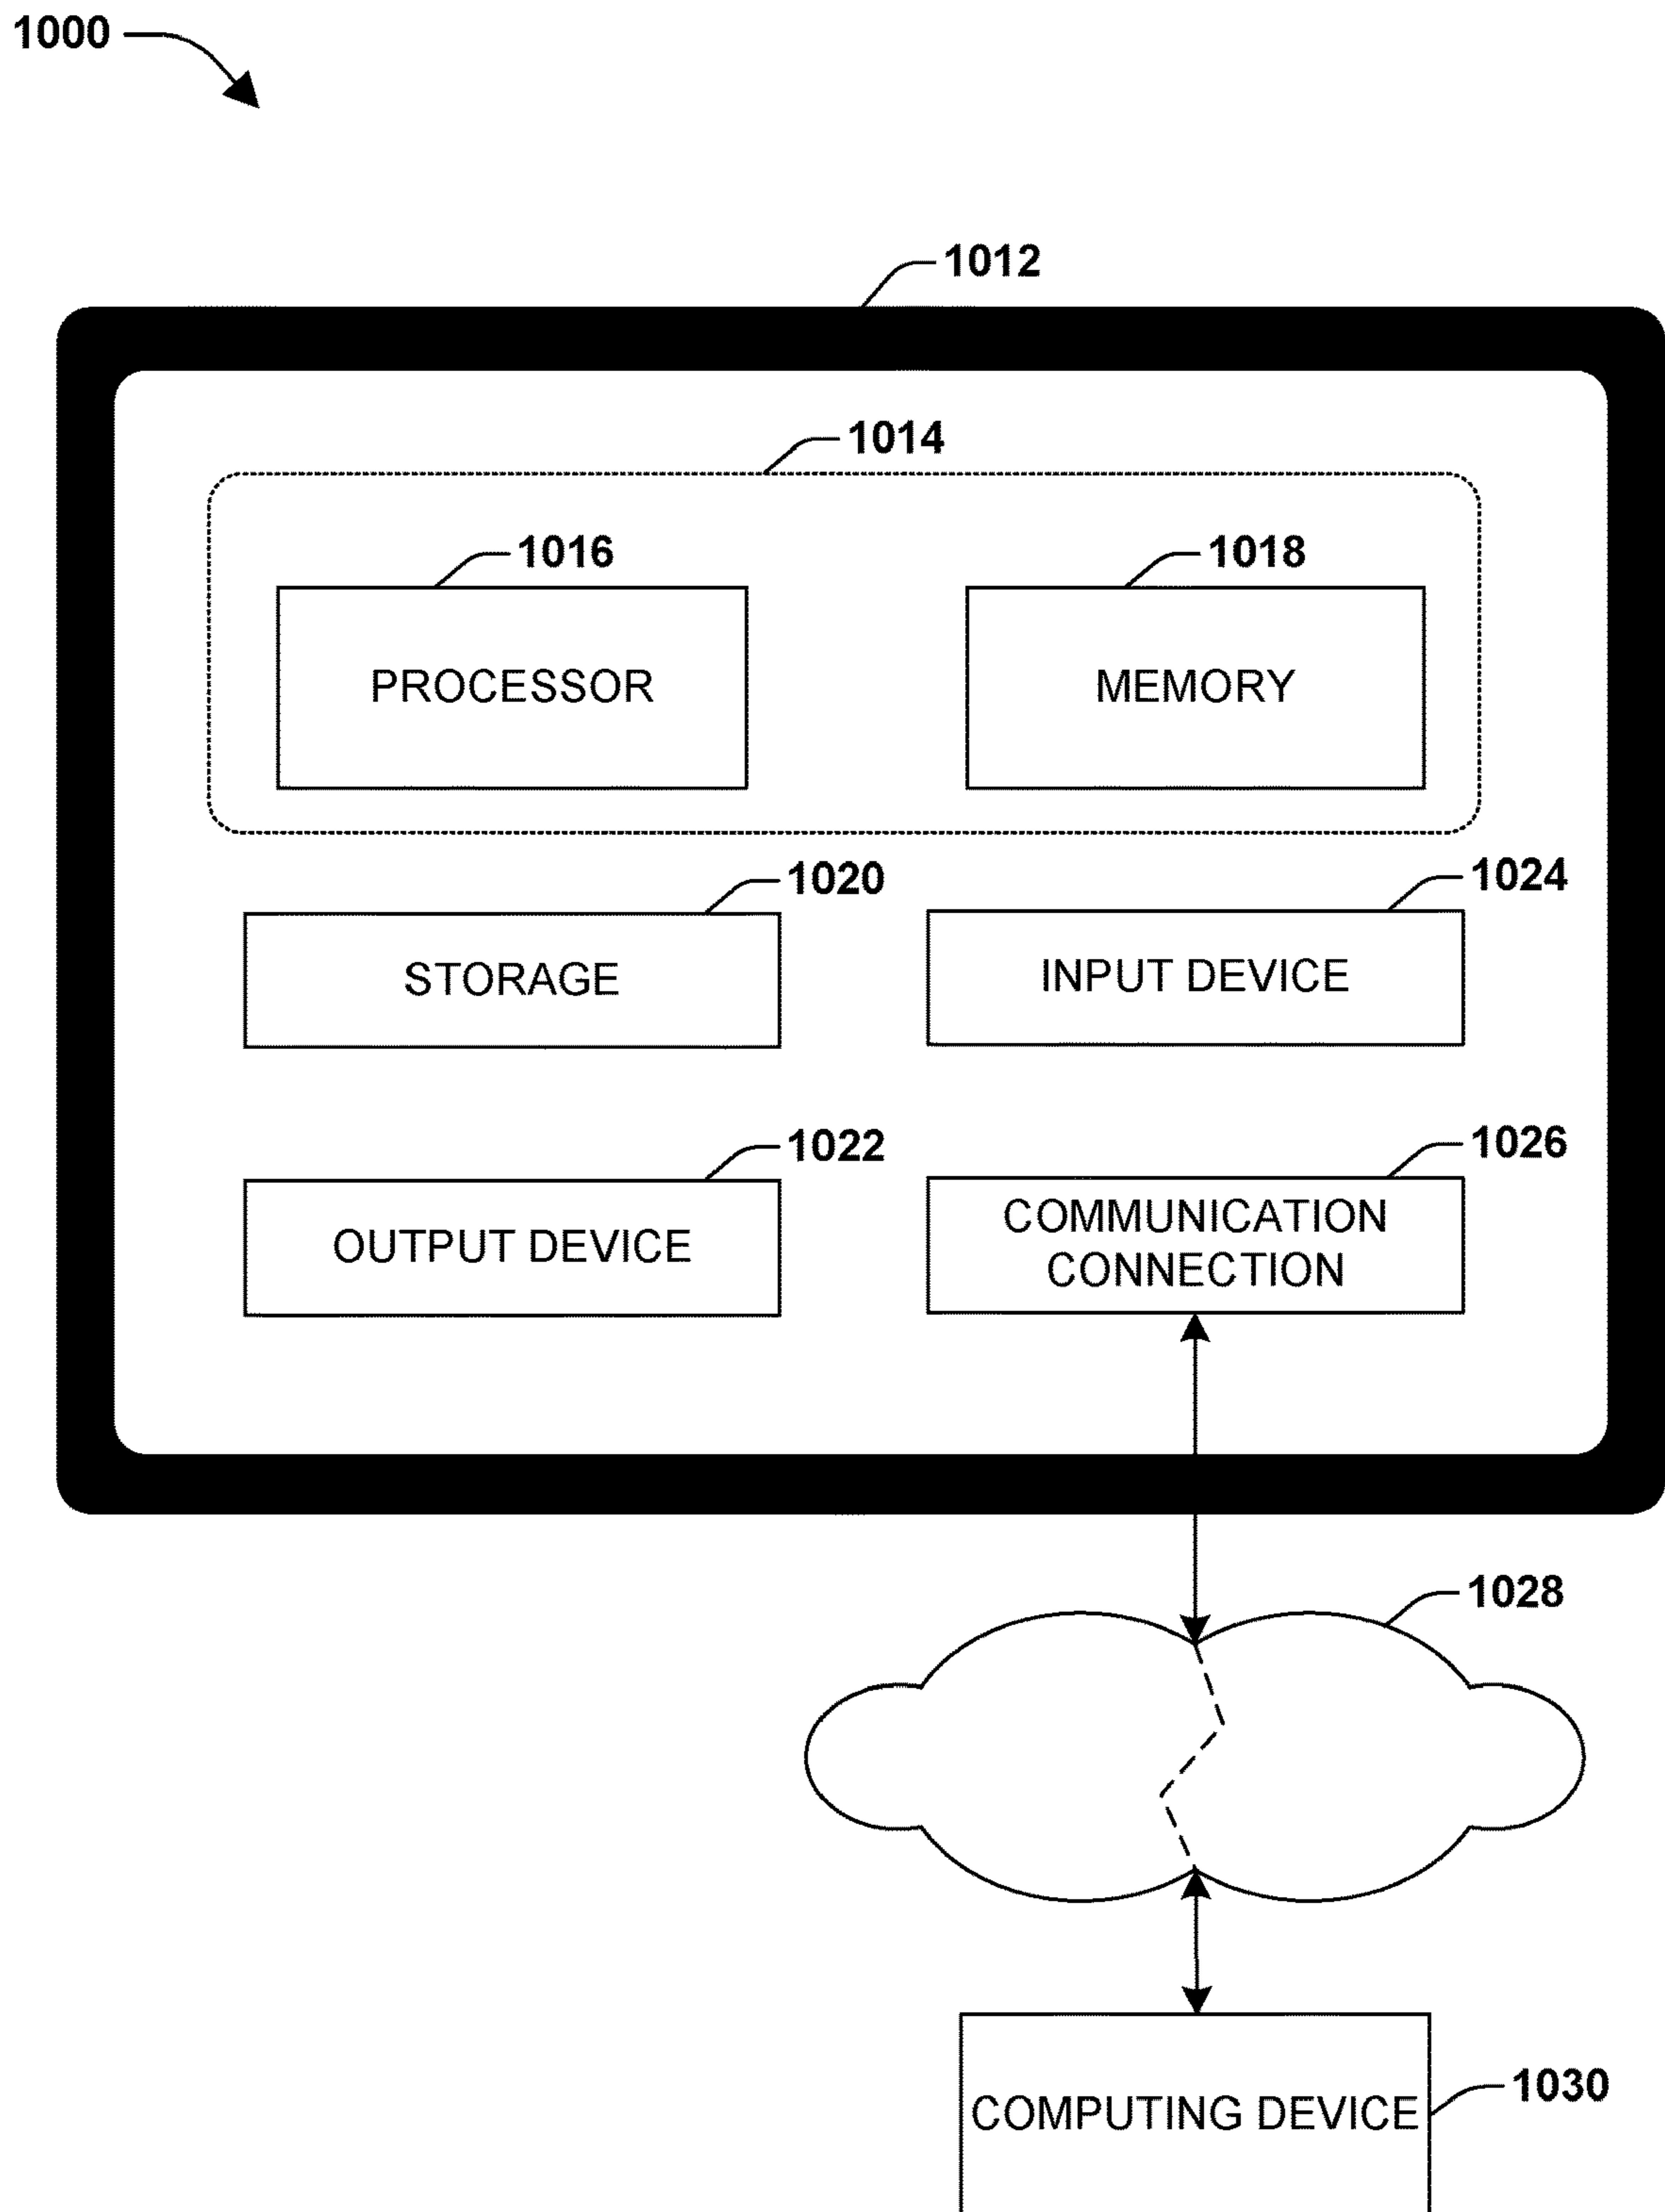 1000
1012
1014
1016
1018
PROCESSOR
MEMORY
1020
1024
STORAGE
INPUT DEVICE
1022
1026
OUTPUT DEVICE
COMMUNICATION
CONNECTION
1028
1030
COMPUTING DEVICE